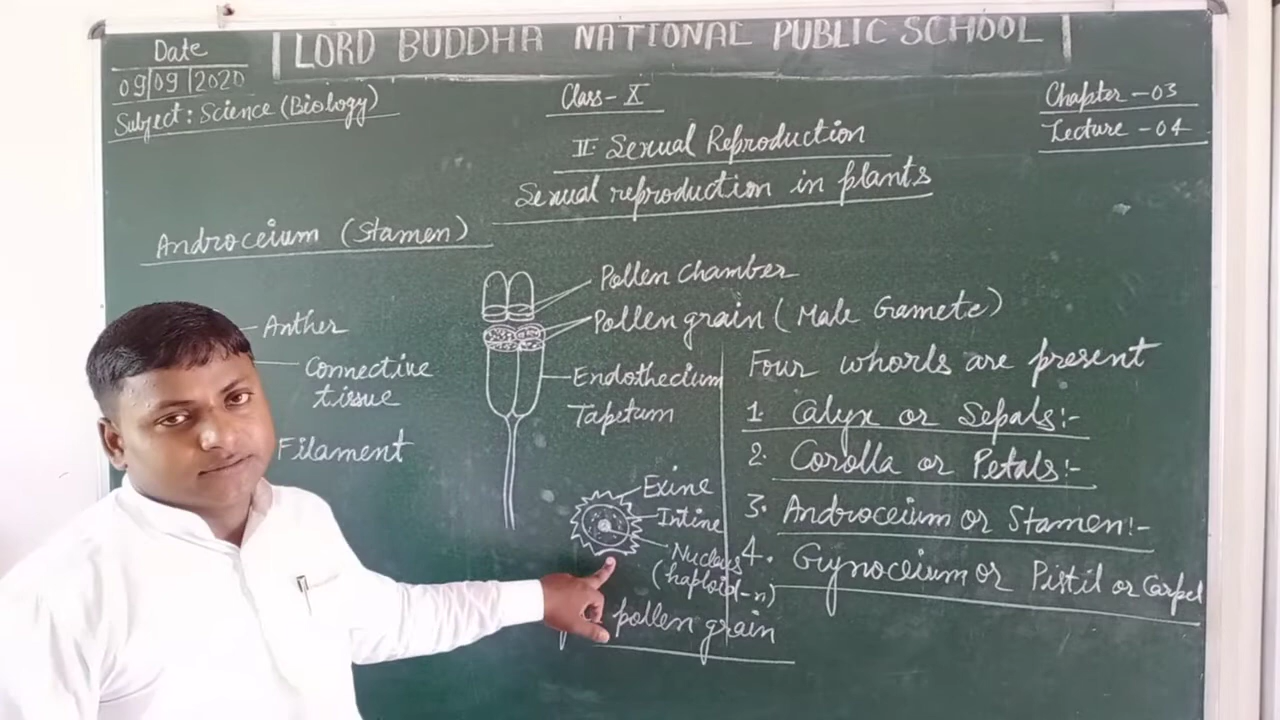 Date
09/09/2020
LORD BUDDHA NATIONAL PUBLIC SCHOOL
Subject: Science (Biology)
Class - X
Chapter - 03
Lecture - 04
II. Sexual Reproduction
Sexual reproduction in plants
Androceium (Stamen)
Anther
Connective
tissue
Filament
Pollen Chamber
Pollen grain (Male Gamete)
Endothecium
Tapetum
Exine
Intine
Nucleus
(haploid-n)
pollen grain
Four whorls are present
1. Calyx or Sepals:-
2. Corolla or Petals:-
3. Androceium or Stamen:-
4. Gynoceium or Pistil or Carpel